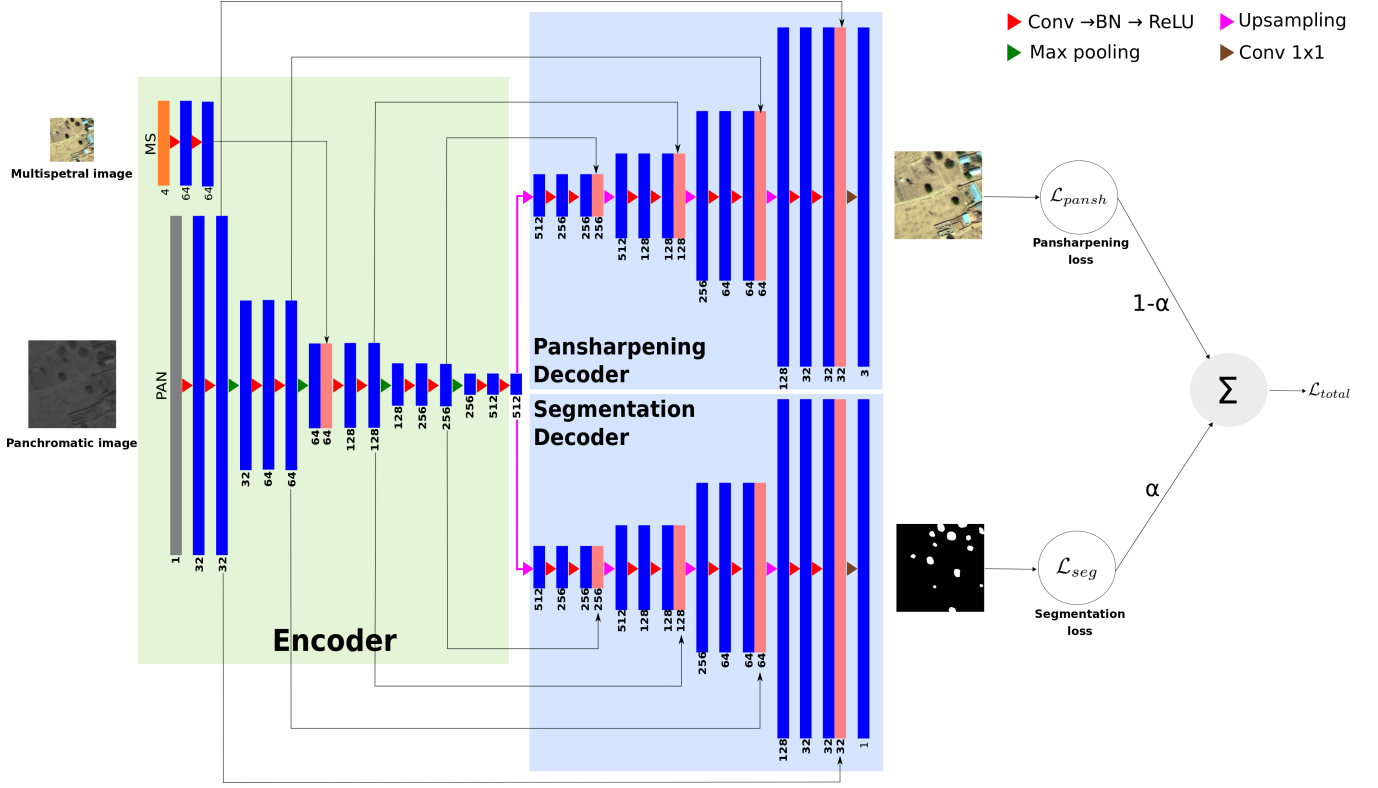 Conv →BN → ReLU
Upsampling
Max pooling
Conv 1x1
Multispetral image
MS
4
64
64
Panchromatic image
PAN
1
32
32
32
64
64
64
64
128
128
128
256
256
256
512
512
Encoder
512
256
256
256
512
128
128
128
256
64
64
64
128
32
32
32
3
Pansharpening
Decoder
Segmentation
Decoder
512
256
256
256
512
128
128
128
256
64
64
64
128
32
32
32
1
ℒpansh
Pansharpening
loss
1-α
Σ
ℒtotal
α
ℒseg
Segmentation
loss